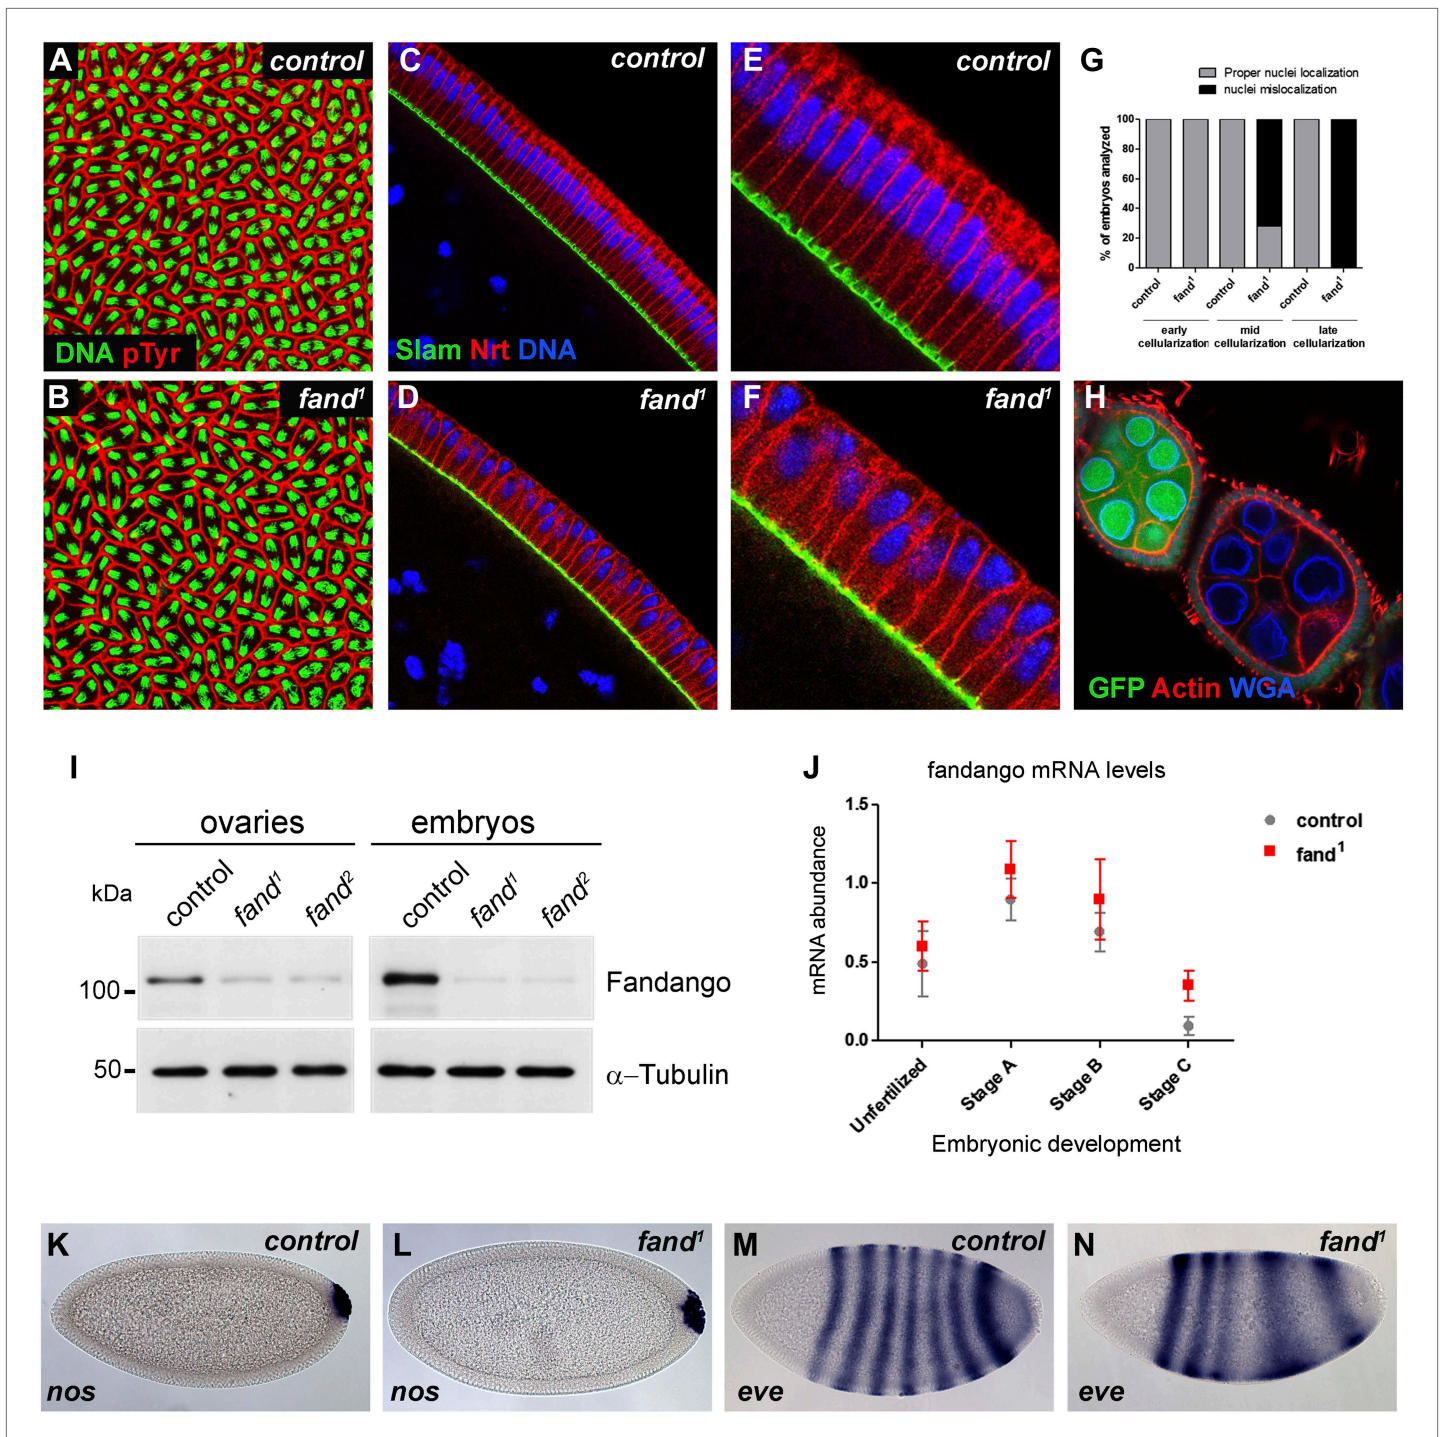 A control
DNA pTyr
B fand¹
C control
Slam Nrt DNA
D fand¹
E control
F fand¹
G
Proper nuclei localization
nuclei mislocalization
% of embryos analyzed
100
80
60
40
20
0
control fand¹ control fand¹ control fand¹
early cellularization
mid cellularization
late cellularization
H
GFP Actin WGA
I
ovaries embryos
kDa control fand¹ fand² control fand¹ fand²
100 Fandango
50 α–Tubulin
J
fandango mRNA levels
mRNA abundance
1.5
1.0
0.5
0.0
control
fand¹
Unfertilized Stage A Stage B Stage C
Embryonic development
K control
nos
L fand¹
nos
M control
eve
N fand¹
eve